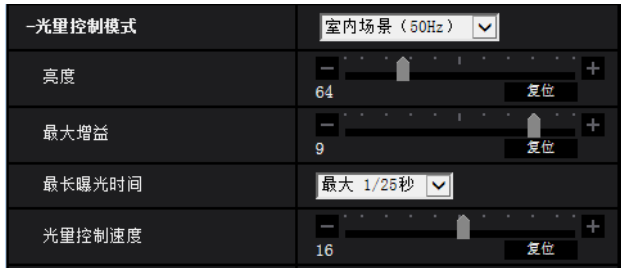 -光量控制模式
室内场景（50Hz）
亮度
- +
64 复位
最大增益
- +
9 复位
最长曝光时间
最大 1/25秒
光量控制速度
- +
16 复位